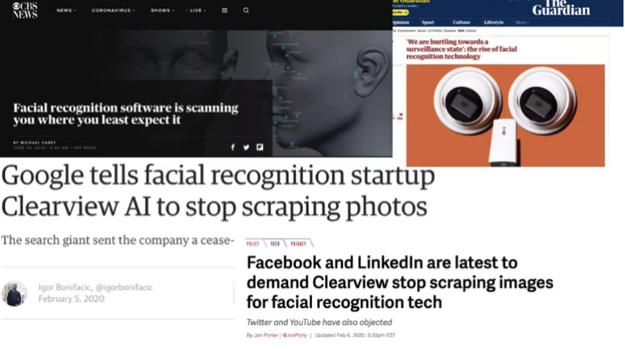 CBS NEWS
NEWS CORONAVIRUS SHOWS LIVE
Facial recognition software is scanning
you where you least expect it
The Guardian
Opinion Sport Culture Lifestyle
'We are hurtling towards a
surveillance state': the rise of facial
recognition technology
Google tells facial recognition startup
Clearview AI to stop scraping photos
The search giant sent the company a cease-
Igor Bonifacic, @igorbonifacic
February 5, 2020
POLICY TECH PRIVACY
Facebook and LinkedIn are latest to
demand Clearview stop scraping images
for facial recognition tech
Twitter and YouTube have also objected
By Jon Porter | @JonPorty | Updated Feb 6, 2020, 3:22pm EST